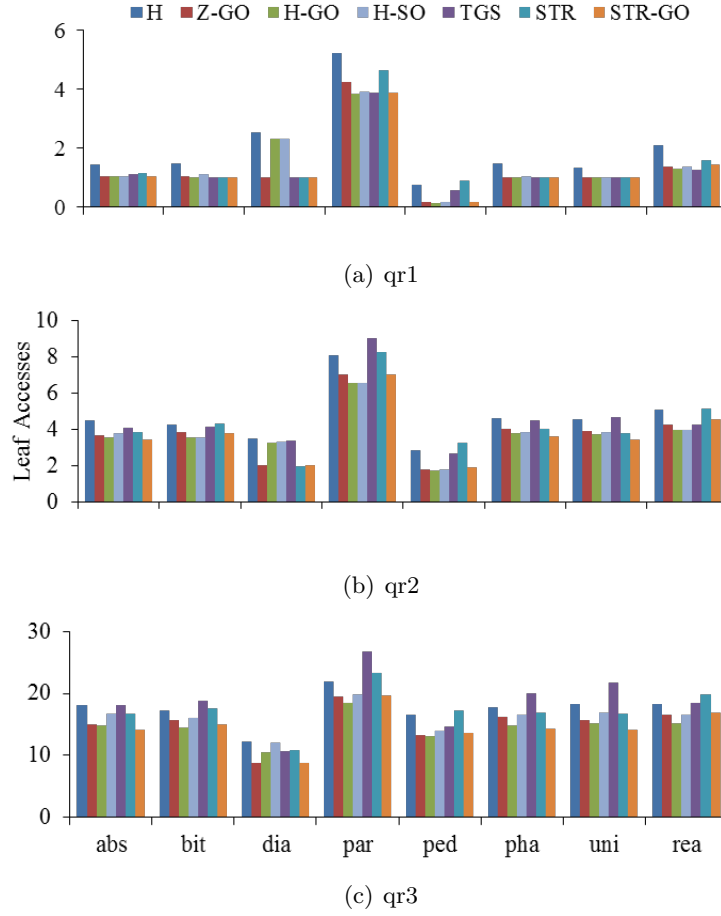 H Z-GO H-GO H-SO TGS STR STR-GO
6
4
2
0
(a) qr1
Leaf Accesses
10
8
6
4
2
0
(b) qr2
30
20
10
0
abs bit dia par ped pha uni rea
(c) qr3